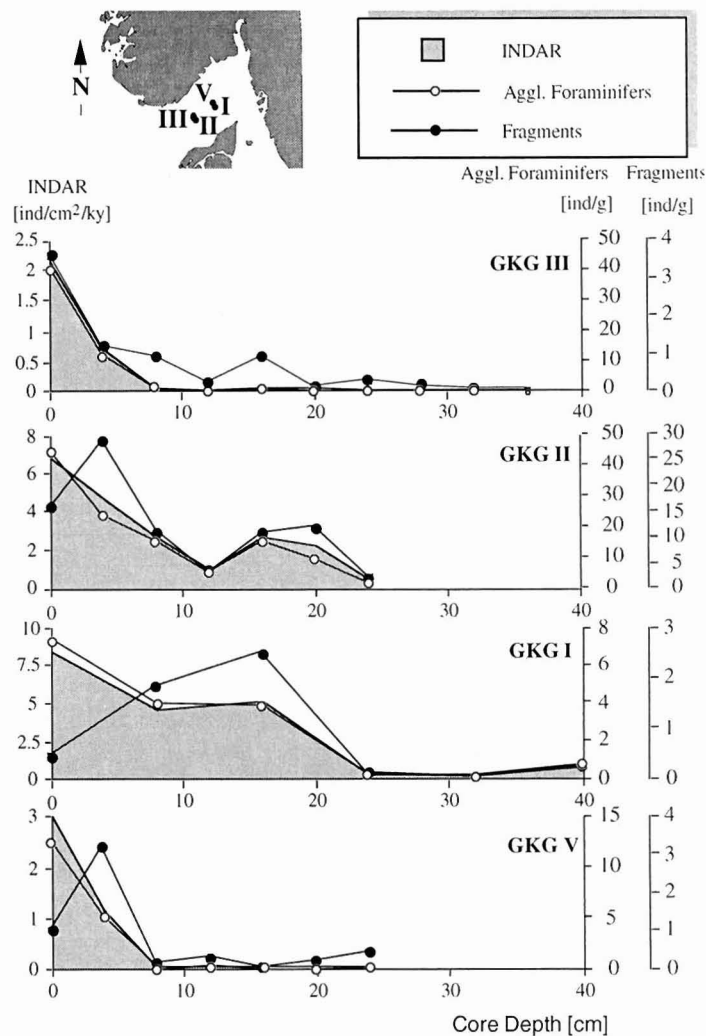 N
V
I
III
II
INDAR
Aggl. Foraminifers
Fragments
INDAR
[ind/cm²/ky]
Aggl. Foraminifers
[ind/g]
Fragments
[ind/g]
GKG III
2.5
2
1.5
1
0.5
0
50
40
30
20
10
0
4
3
2
1
0
0 10 20 30 40
GKG II
8
6
4
2
0
50
40
30
20
10
0
30
25
20
15
10
5
0
0 10 20 30 40
GKG I
10
7.5
5
2.5
0
8
6
4
2
0
3
2
1
0
0 10 20 30 40
GKG V
3
2
1
0
15
10
5
0
4
3
2
1
0
0 10 20 30 40
Core Depth [cm]